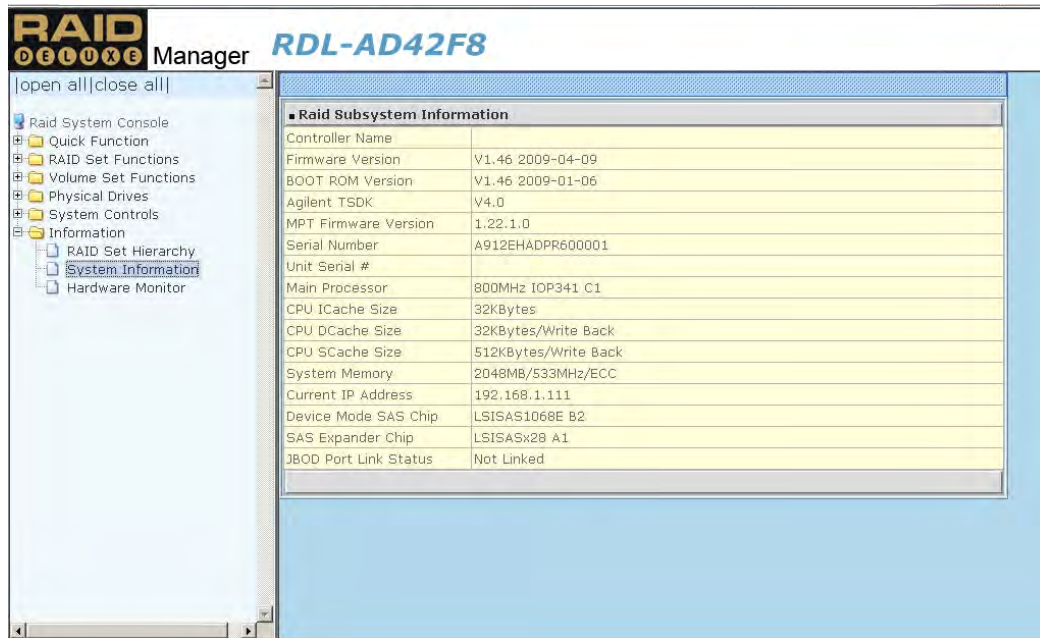 RAID
DELUXE Manager RDL-AD42F8
|open all|close all|
Raid System Console
Quick Function
RAID Set Functions
Volume Set Functions
Physical Drives
System Controls
Information
RAID Set Hierarchy
System Information
Hardware Monitor
Raid Subsystem Information
Controller Name
Firmware Version V1.46 2009-04-09
BOOT ROM Version V1.46 2009-01-06
Agilent TSDK V4.0
MPT Firmware Version 1.22.1.0
Serial Number A912EHADPR600001
Unit Serial #
Main Processor 800MHz IOP341 C1
CPU ICache Size 32KBytes
CPU DCache Size 32KBytes/Write Back
CPU SCache Size 512KBytes/Write Back
System Memory 2048MB/533MHz/ECC
Current IP Address 192.168.1.111
Device Mode SAS Chip LSISAS1068E B2
SAS Expander Chip LSISASx28 A1
JBOD Port Link Status Not Linked